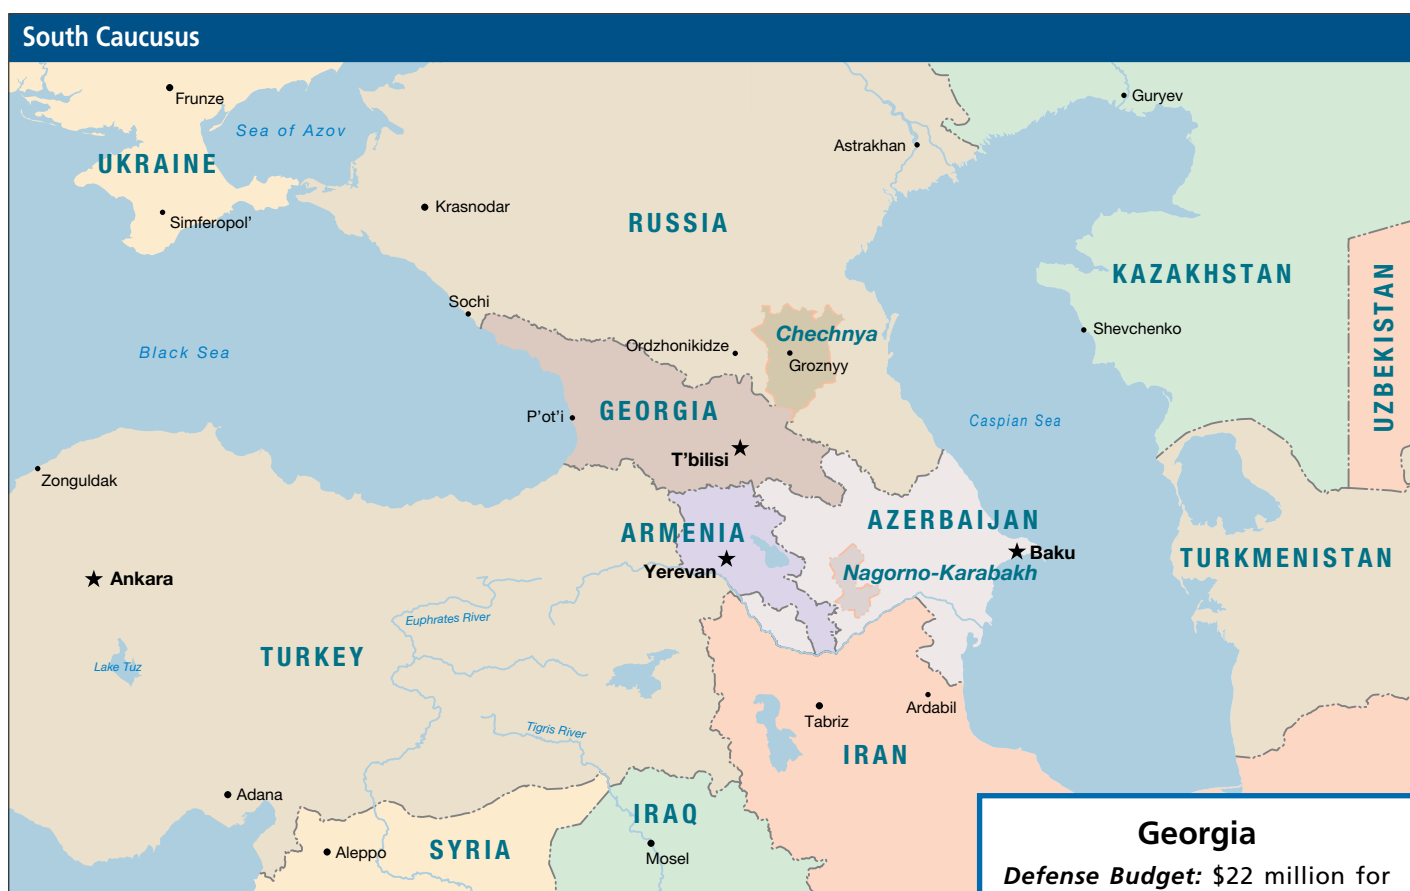 South Caucusus
Frunze
Guryev
Sea of Azov
Astrakhan
UKRAINE
Krasnodar
Simferopol'
RUSSIA
KAZAKHSTAN
UZBEKISTAN
Sochi
Shevchenko
Chechnya
Ordzhonikidze
Black Sea
Groznyy
GEORGIA
P'ot'i
Caspian Sea
T'bilisi
Zonguldak
AZERBAIJAN
ARMENIA
Baku
TURKMENISTAN
Yerevan
Nagorno-Karabakh
Ankara
Euphrates River
TURKEY
Lake Tuz
Ardabil
Tabriz
Tigris River
IRAN
Adana
IRAQ
Georgia
SYRIA
Aleppo
Mosel
Defense Budget: $22 million for